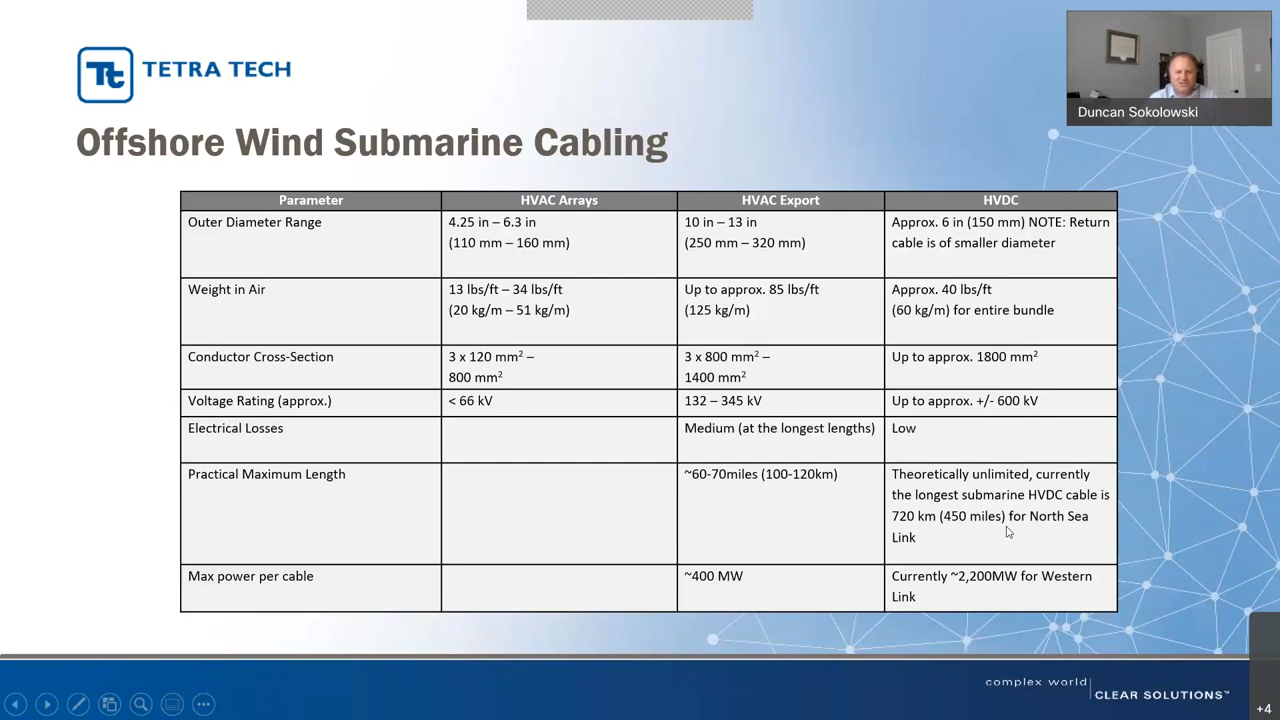 TETRA TECH
Duncan Sokolowski
Offshore Wind Submarine Cabling
Parameter HVAC Arrays HVAC Export HVDC
Outer Diameter Range 4.25 in – 6.3 in 10 in – 13 in Approx. 6 in (150 mm) NOTE: Return
(110 mm – 160 mm) (250 mm – 320 mm) cable is of smaller diameter
Weight in Air 13 lbs/ft – 34 lbs/ft Up to approx. 85 lbs/ft Approx. 40 lbs/ft
(20 kg/m – 51 kg/m) (125 kg/m) (60 kg/m) for entire bundle
Conductor Cross-Section 3 x 120 mm² – 3 x 800 mm² – Up to approx. 1800 mm²
800 mm² 1400 mm²
Voltage Rating (approx.) < 66 kV 132 – 345 kV Up to approx. +/- 600 kV
Electrical Losses Medium (at the longest lengths) Low
Practical Maximum Length ~60-70miles (100-120km) Theoretically unlimited, currently
the longest submarine HVDC cable is
720 km (450 miles) for North Sea
Link
Max power per cable ~400 MW Currently ~2,200MW for Western
Link
complex world
CLEAR SOLUTIONS™
+4